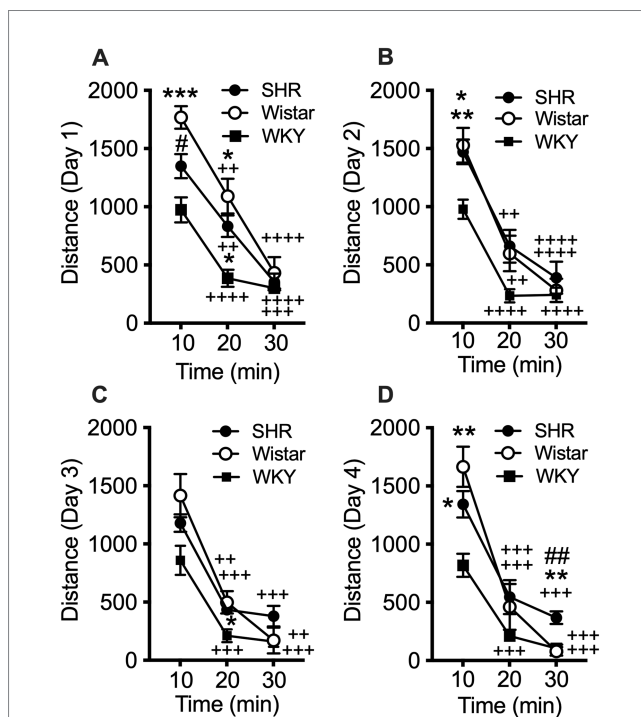 A
SHR
Wistar
WKY
2000
1500
1000
500
0
Distance (Day 1)
***
#
*
++
++
*
++++
++++
++++
+++
10 20 30
Time (min)
B
SHR
Wistar
WKY
2000
1500
1000
500
0
Distance (Day 2)
*
**
++
++
++++
++++
++++
++++
10 20 30
Time (min)
C
SHR
Wistar
WKY
2000
1500
1000
500
0
Distance (Day 3)
++
+++
*
+++
+++
++
+++
10 20 30
Time (min)
D
SHR
Wistar
WKY
2000
1500
1000
500
0
Distance (Day 4)
**
*
+++
+++
+++
##
**
+++
+++
+++
10 20 30
Time (min)